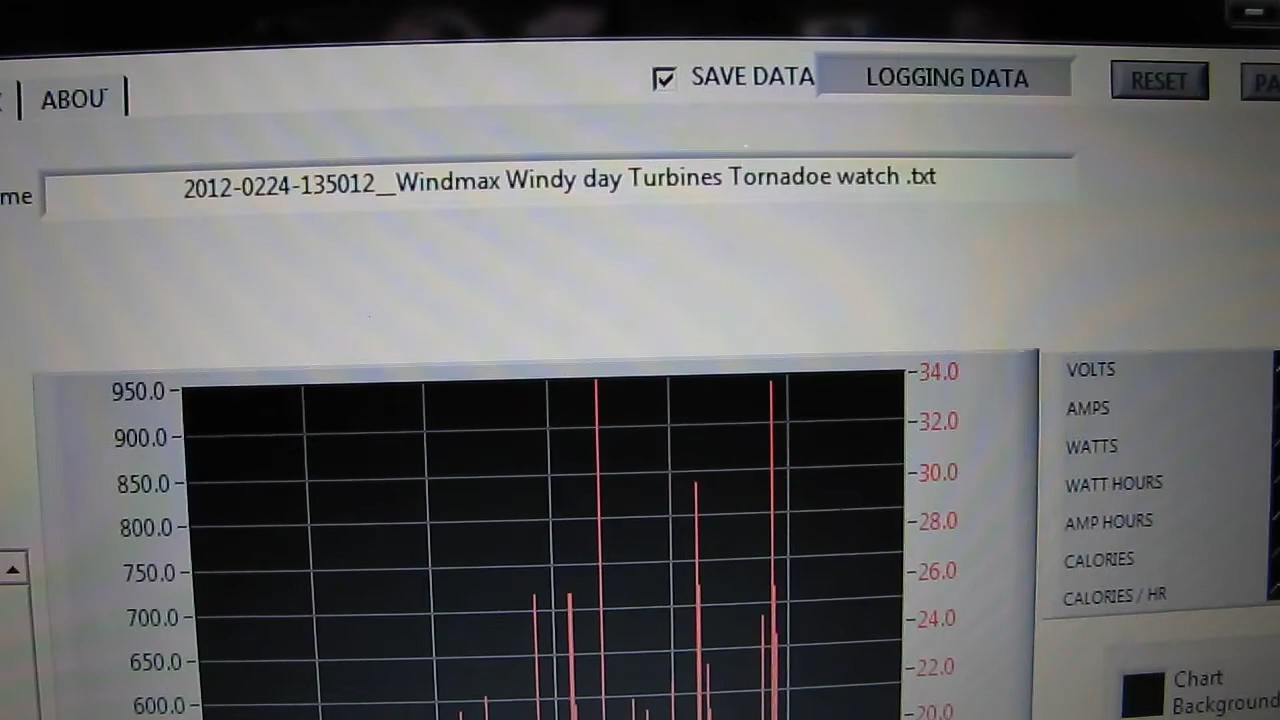 ABOU
SAVE DATA
LOGGING DATA
RESET
PA
me
2012-0224-135012__Windmax Windy day Turbines Tornadoe watch .txt
950.0
900.0
850.0
800.0
750.0
700.0
650.0
600.0
34.0
32.0
30.0
28.0
26.0
24.0
22.0
20.0
VOLTS
AMPS
WATTS
WATT HOURS
AMP HOURS
CALORIES
CALORIES / HR
Chart
Background